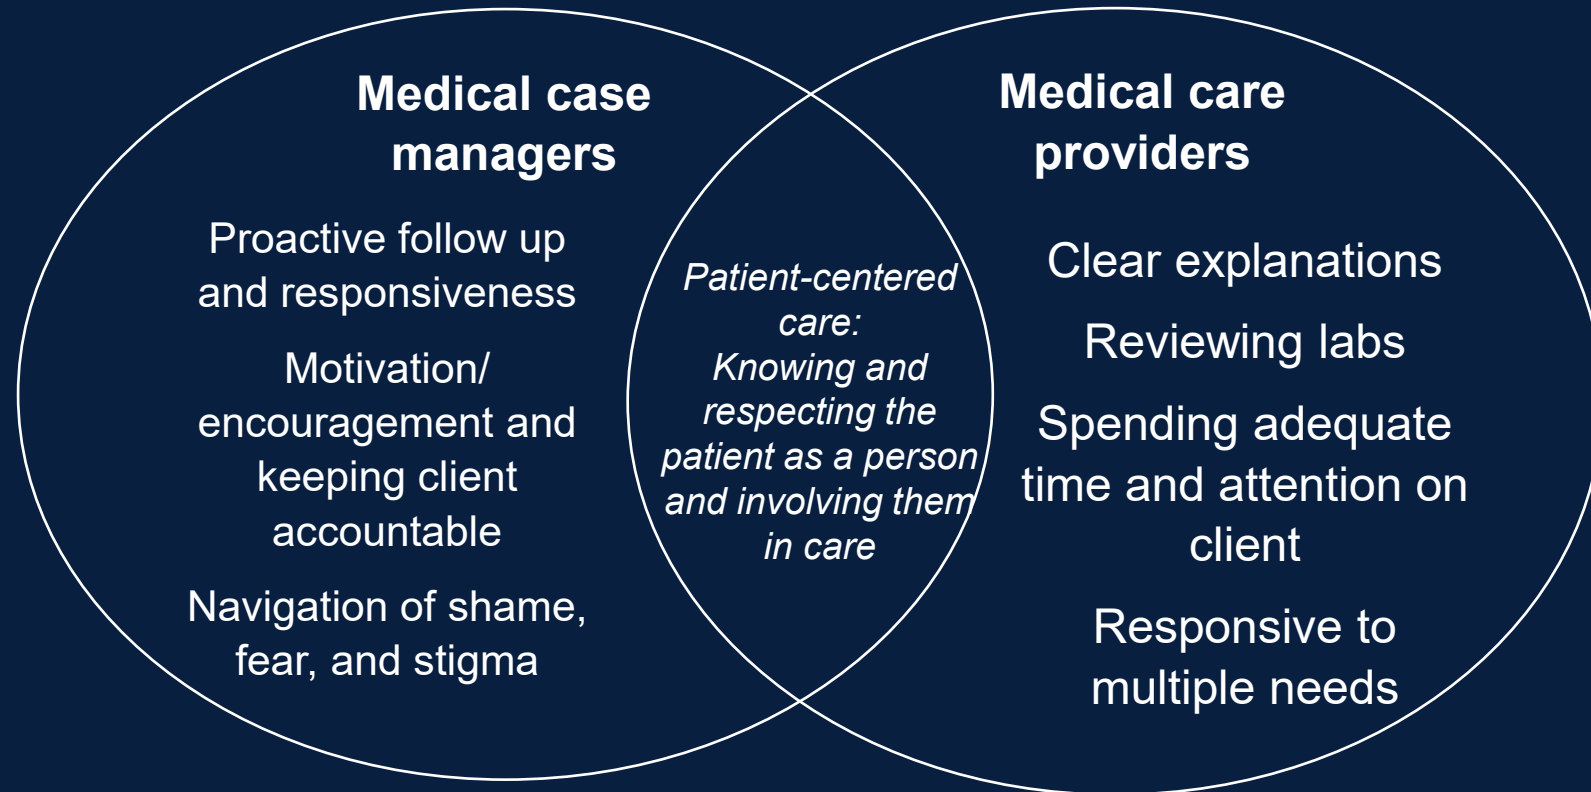 Medical case
managers
Proactive follow up
and responsiveness
Motivation/
encouragement and
keeping client
accountable
Navigation of shame,
fear, and stigma
Patient-centered
care:
Knowing and
respecting the
patient as a person
and involving them
in care
Medical care
providers
Clear explanations
Reviewing labs
Spending adequate
time and attention on
client
Responsive to
multiple needs